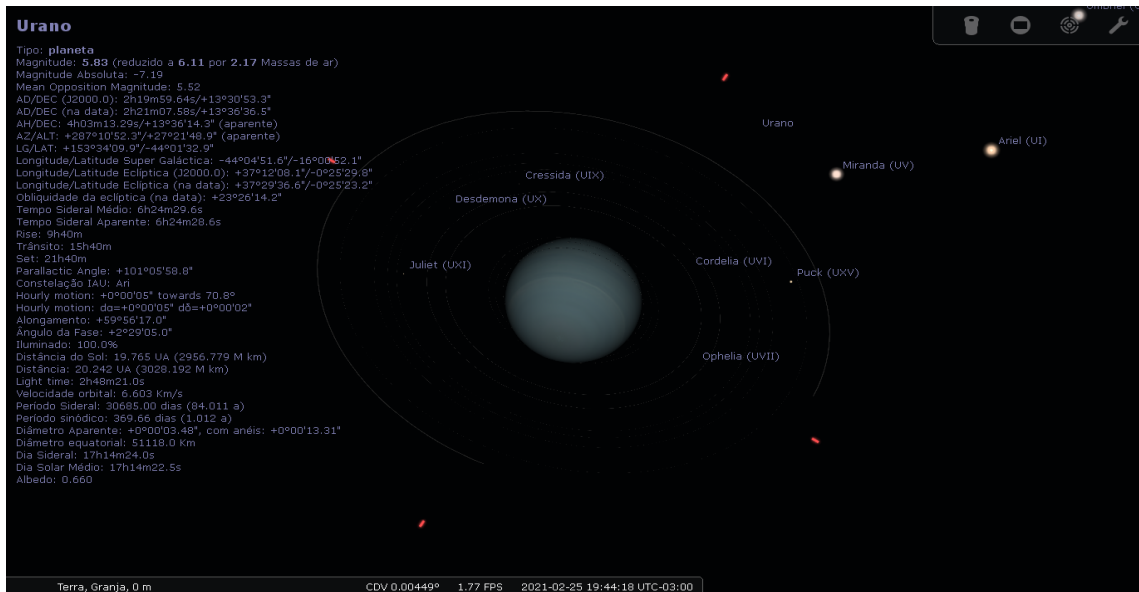 Urano
Tipo: planeta
Magnitude: 5.83 (reduzido a 6.11 por 2.17 Massas de ar)
Magnitude Absoluta: -7.19
Mean Opposition Magnitude: 5.52
AD/DEC (J2000.0): 2h19m59.64s/+13°30'53.3"
AD/DEC (na data): 2h21m07.58s/+13°36'36.5"
AH/DEC: 4h03m13.29s/+13°36'14.3" (aparente)
AZ/ALT: +287°10'52.3"/+27°21'48.9" (aparente)
LG/LAT: +153°34'09.9"/-44°01'32.9"
Longitude/Latitude Super Galáctica: -44°04'51.6"/-16°00'52.1"
Longitude/Latitude Eclíptica (J2000.0): +37°12'08.1"/-0°25'29.8"
Longitude/Latitude Eclíptica (na data): +37°29'36.6"/-0°25'23.2"
Obliquidade da eclíptica (na data): +23°26'14.2"
Tempo Sideral Médio: 6h24m29.6s
Tempo Sideral Aparente: 6h24m28.6s
Rise: 9h40m
Trânsito: 15h40m
Set: 21h40m
Parallactic Angle: +101°05'58.8"
Constelação IAU: Ari
Hourly motion: +0°00'05" towards 70.8°
Hourly motion: dα=+0°00'05" dδ=+0°00'02"
Alongamento: +59°56'17.0"
Ângulo da Fase: +2°29'05.0"
Iluminado: 100.0%
Distância do Sol: 19.765 UA (2956.779 M km)
Distância: 20.242 UA (3028.192 M km)
Light time: 2h48m21.0s
Velocidade orbital: 6.603 Km/s
Período Sideral: 30685.00 dias (84.011 a)
Período sinódico: 369.66 dias (1.012 a)
Diâmetro Aparente: +0°00'03.48", com anéis: +0°00'13.31"
Diâmetro equatorial: 51118.0 Km
Dia Sideral: 17h14m24.0s
Dia Solar Médio: 17h14m22.5s
Albedo: 0.660
Urano
Ariel (UI)
Miranda (UV)
Cressida (UIX)
Desdemona (UX)
Juliet (UXI)
Cordelia (UVI)
Puck (UXV)
Ophelia (UVII)
Terra, Granja, 0 m
CDV 0.00449°
1.77 FPS
2021-02-25 19:44:18 UTC-03:00